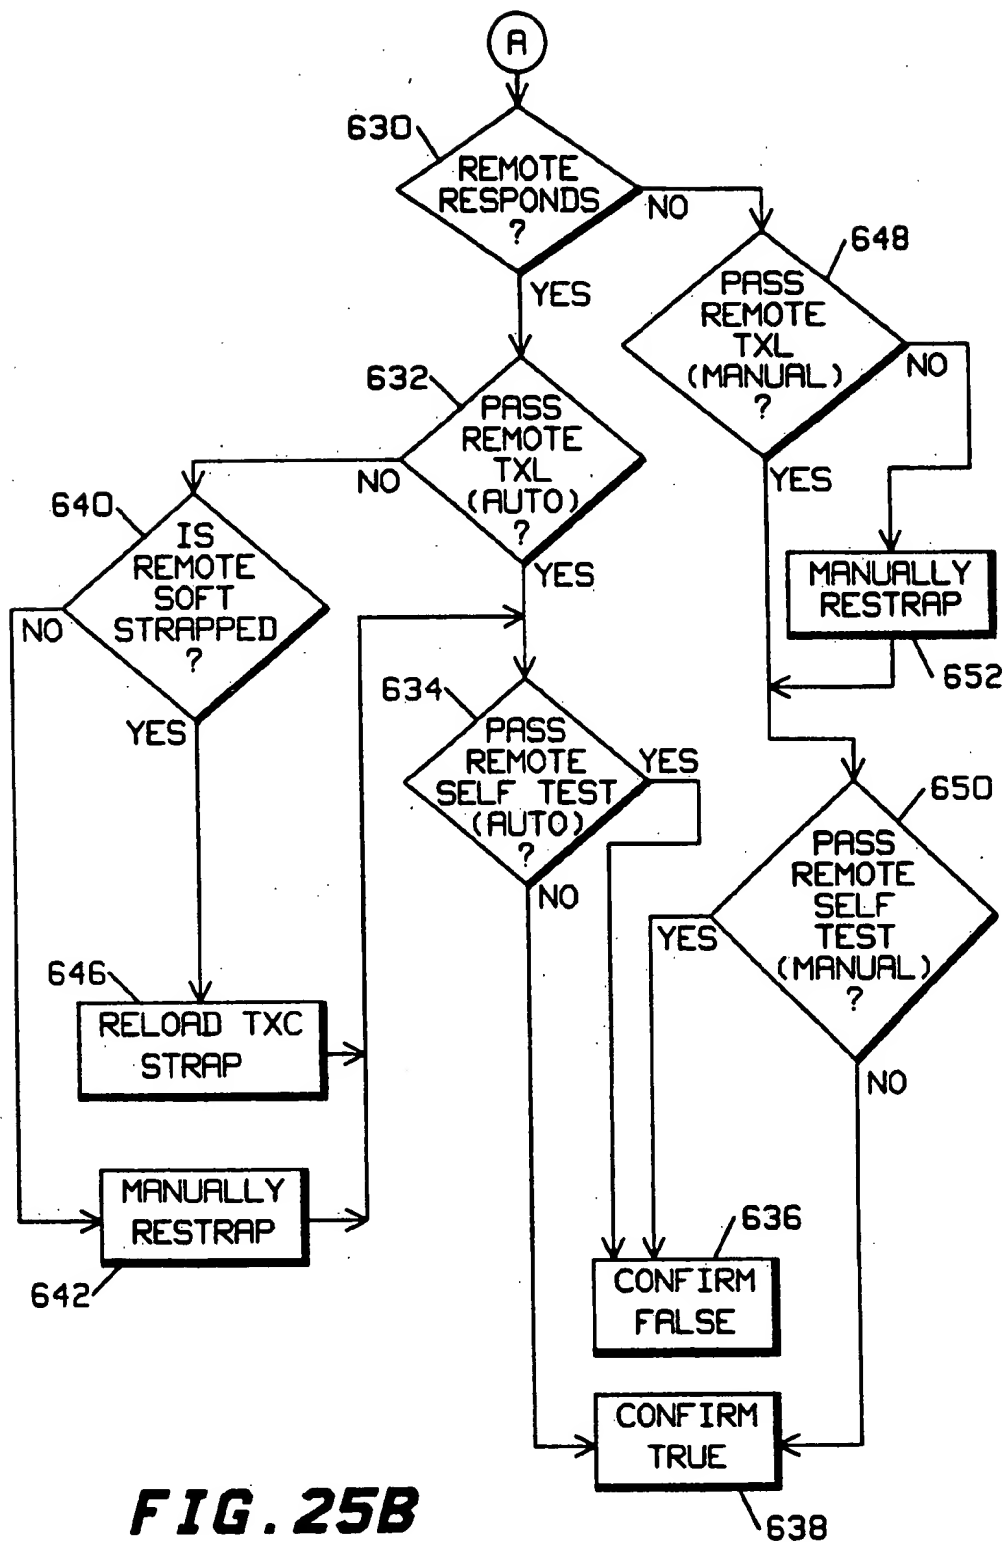 A
630
REMOTE
RESPONDS
?
NO
YES
648
PASS
REMOTE
TXL
(MANUAL)
?
NO
YES
632
PASS
REMOTE
TXL
(AUTO)
?
NO
YES
640
IS
REMOTE
SOFT
STRAPPED
?
NO
YES
MANUALLY
RESTRAP
652
634
PASS
REMOTE
SELF TEST
(AUTO)
?
YES
NO
650
PASS
REMOTE
SELF
TEST
(MANUAL)
?
YES
NO
646
RELOAD TXC
STRAP
MANUALLY
RESTRAP
642
636
CONFIRM
FALSE
CONFIRM
TRUE
638
FIG. 25B